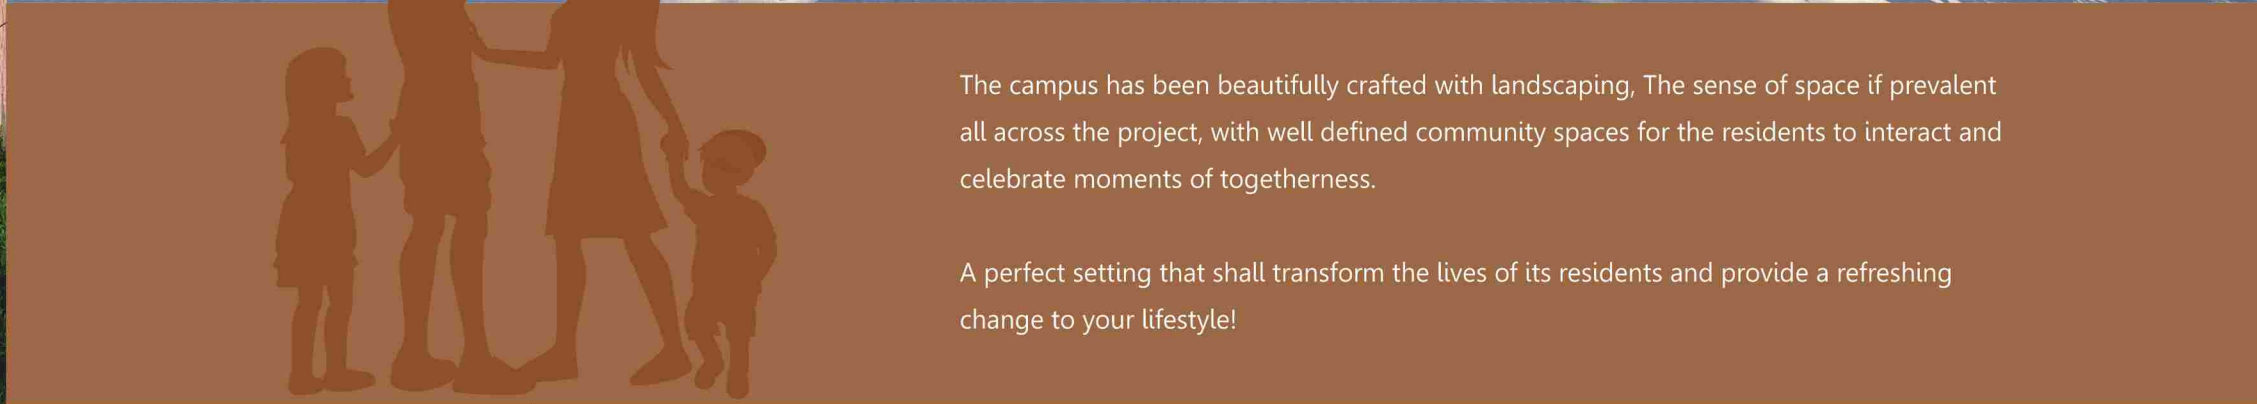 The campus has been beautifully crafted with landscaping, The sense of space if prevalent
all across the project, with well defined community spaces for the residents to interact and
celebrate moments of togetherness.
A perfect setting that shall transform the lives of its residents and provide a refreshing
change to your lifestyle!